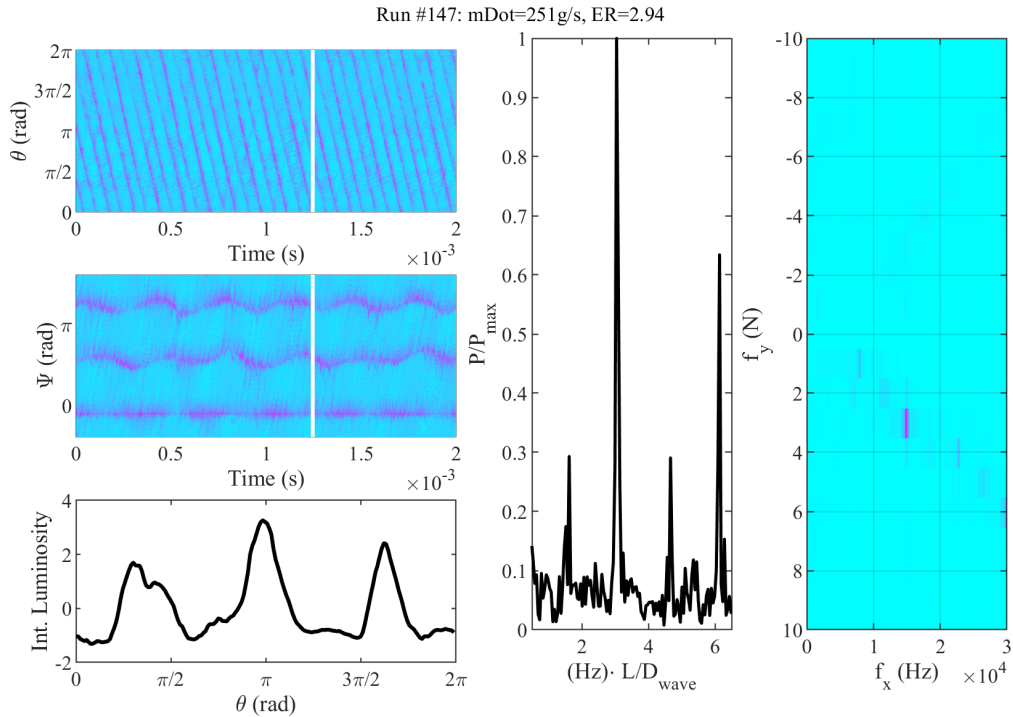 Run #147: mDot=251g/s, ER=2.94
θ (rad)
2π
3π/2
π
π/2
0
0 0.5 1 1.5 2
Time (s)
×10⁻³
Ψ (rad)
π
0
0 0.5 1 1.5 2
Time (s)
×10⁻³
Int. Luminosity
4
2
0
-2
0 π/2 π 3π/2 2π
θ (rad)
P/P_max
1
0.9
0.8
0.7
0.6
0.5
0.4
0.3
0.2
0.1
0
2 4 6
(Hz)· L/D_wave
f_y (N)
-10
-8
-6
-4
-2
0
2
4
6
8
10
0 1 2 3
f_x (Hz)
×10⁴